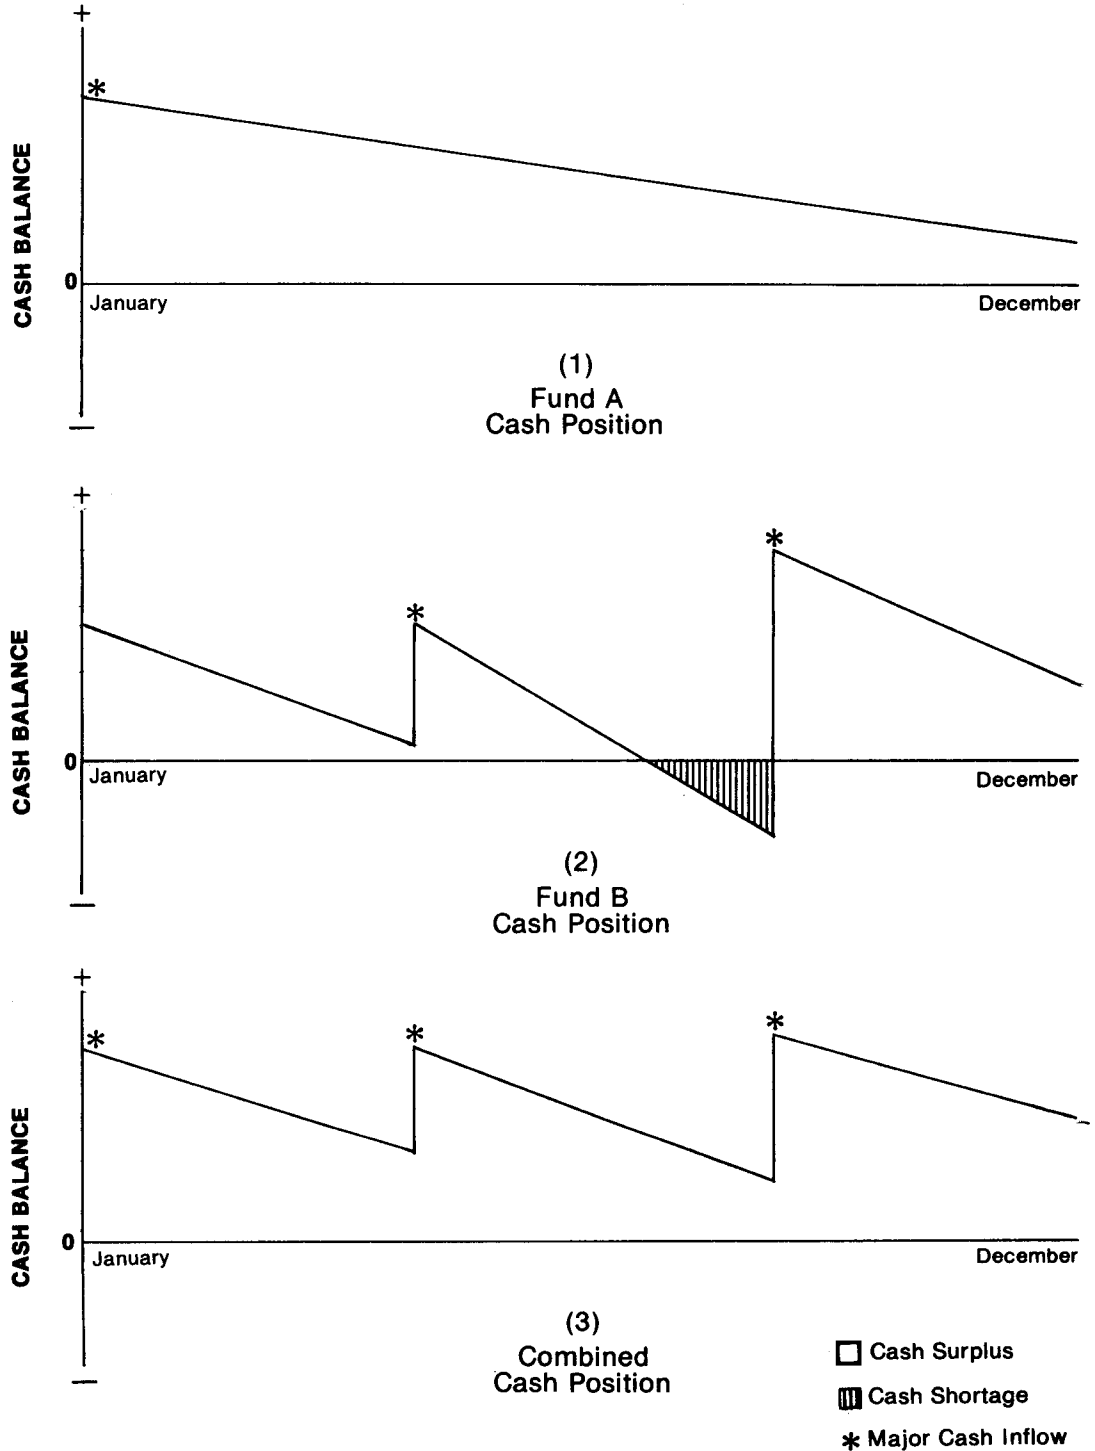 +
*
CASH BALANCE
0
January
December
(1)
Fund A
Cash Position
—
+
*
*
CASH BALANCE
0
January
December
(2)
Fund B
Cash Position
—
+
*
*
*
CASH BALANCE
0
January
December
(3)
Combined
Cash Position
—
Cash Surplus
Cash Shortage
* Major Cash Inflow